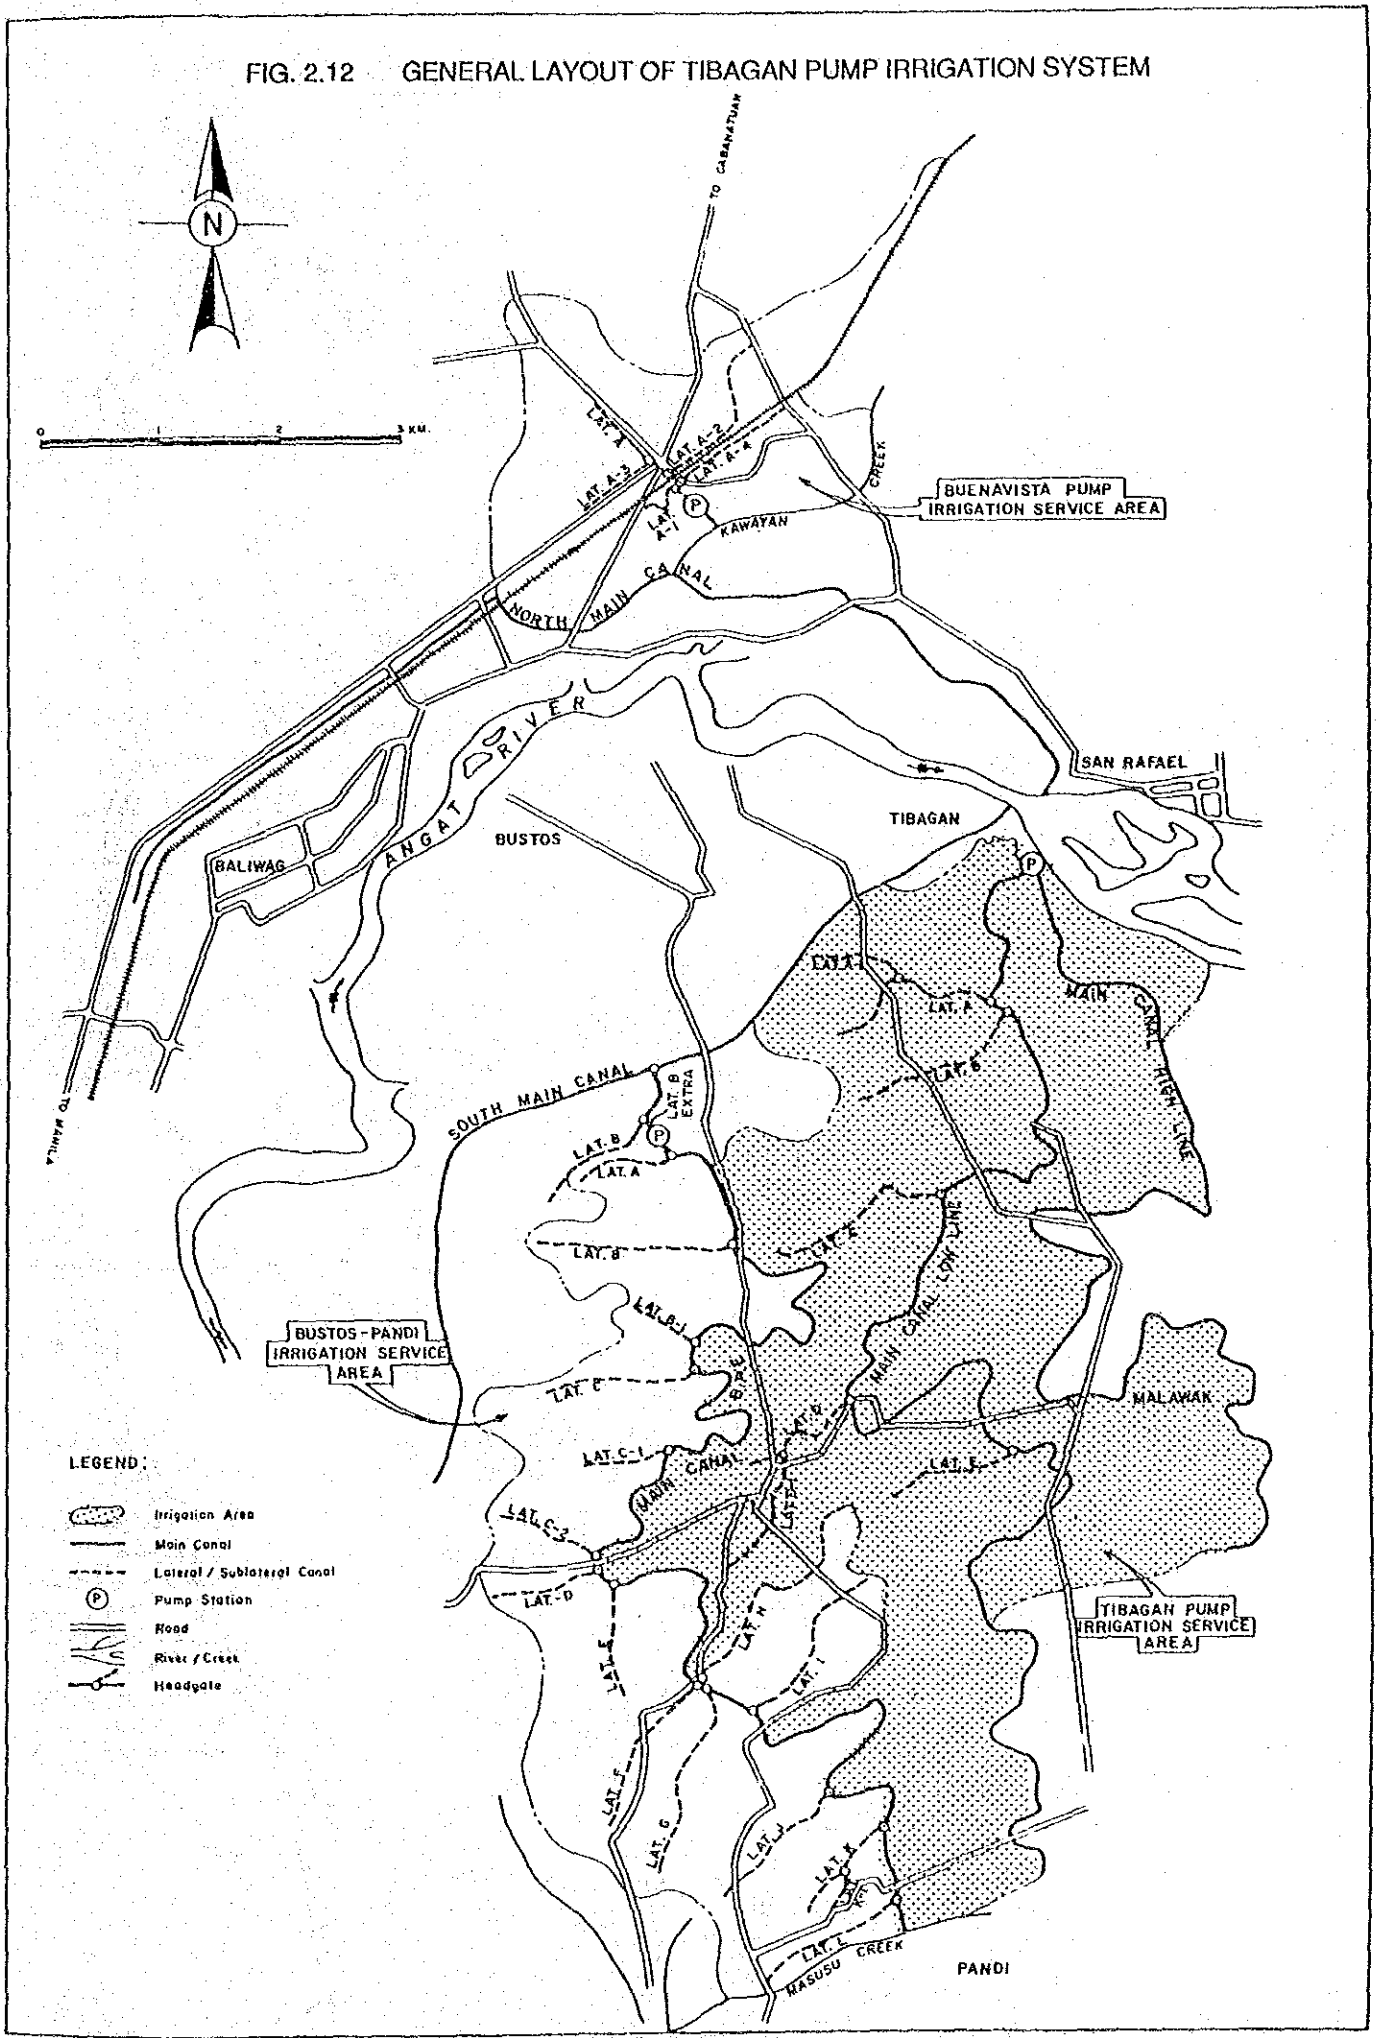 FIG. 2.12 GENERAL LAYOUT OF TIBAGAN PUMP IRRIGATION SYSTEM
TO CABANATUAN
N
0 1 2 3 KM.
LAT. A
LAT. A-2
LAT. A-4
LAT. A-3
LAT. A-1
P
KAWAYAN
CREEK
BUENAVISTA PUMP
IRRIGATION SERVICE AREA
NORTH MAIN CANAL
ANGAT RIVER
SAN RAFAEL
TIBAGAN
BUSTOS
BALIWAG
P
TO MANILA
LAT. A
MAIN CANAL HIGH LINE
LAT. B
SOUTH MAIN CANAL
LAT. B
EXTRA
P
LAT. B
LAT. A
LAT. B
MAIN CANAL LOW LINE
LAT. B-1
BUSTOS-PANDI
IRRIGATION SERVICE
AREA
LAT. C
MALAWAK
LAT. D
LAT. C-1
MAIN CANAL
LAT. E
MAIN CANAL
LAT. C-2
LEGEND:
Irrigation Area
Main Canal
Lateral / Sublateral Canal
P
Pump Station
Road
River / Creek
Headgate
LAT.-D
LAT. E
LAT. H
LAT. I
TIBAGAN PUMP
IRRIGATION SERVICE
AREA
LAT. F
LAT. G
LAT. J
LAT. K
LAT. L
MASUSU CREEK
PANDI